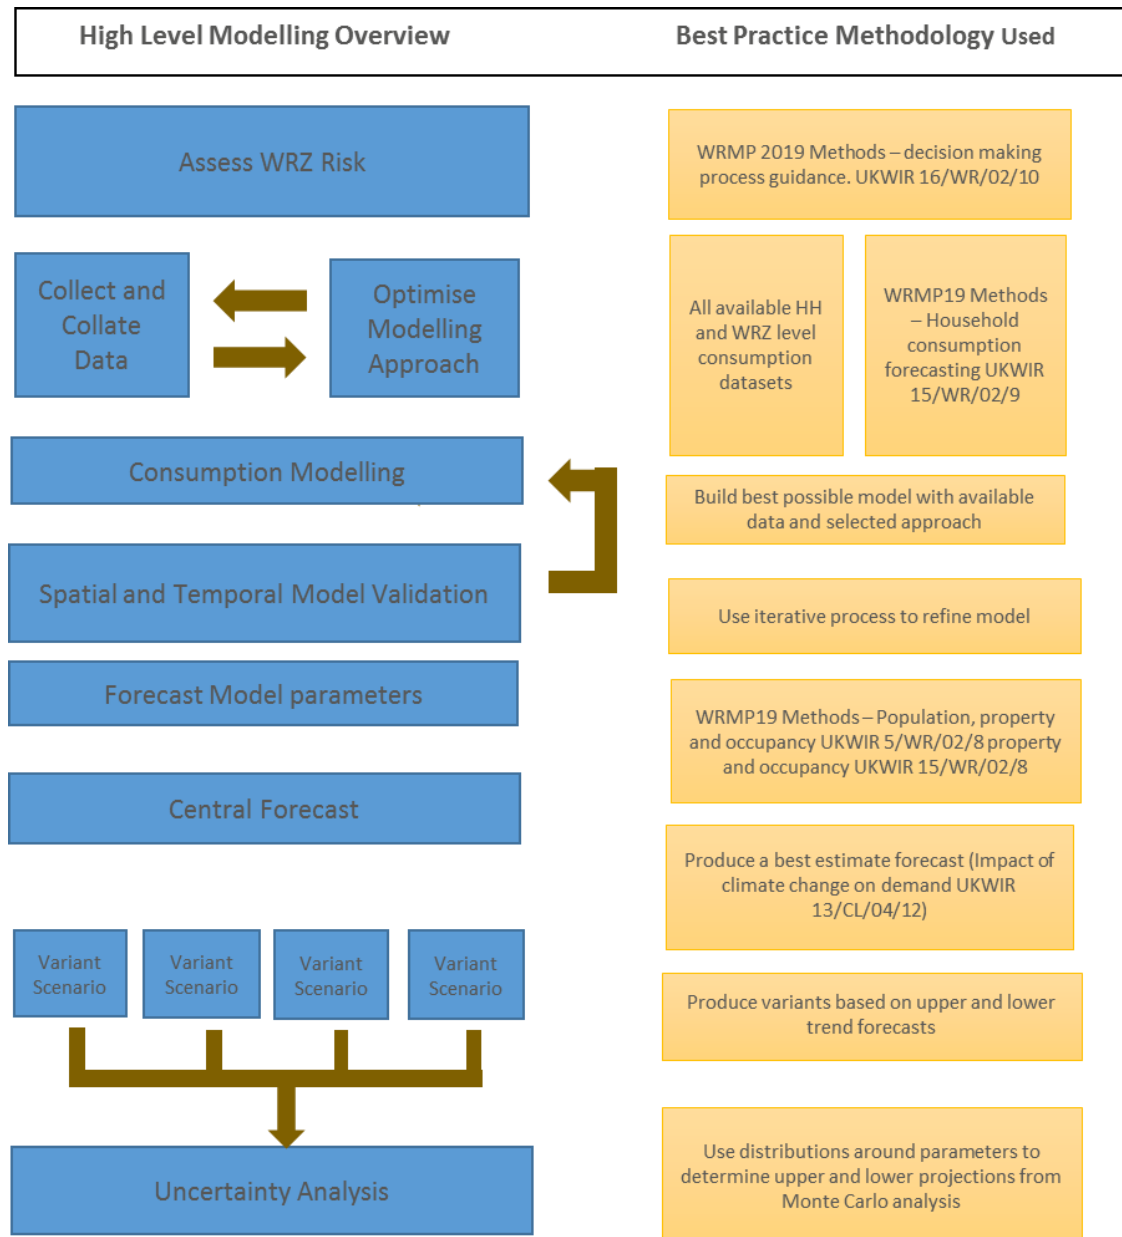 High Level Modelling Overview
Best Practice Methodology Used
Assess WRZ Risk
WRMP 2019 Methods – decision making
process guidance. UKWIR 16/WR/02/10
Collect and
Collate
Data
Optimise
Modelling
Approach
All available HH
and WRZ level
consumption
datasets
WRMP19 Methods
– Household
consumption
forecasting UKWIR
15/WR/02/9
Consumption Modelling
Build best possible model with available
data and selected approach
Spatial and Temporal Model Validation
Use iterative process to refine model
Forecast Model parameters
WRMP19 Methods – Population, property
and occupancy UKWIR 5/WR/02/8 property
and occupancy UKWIR 15/WR/02/8
Central Forecast
Produce a best estimate forecast (Impact of
climate change on demand UKWIR
13/CL/04/12)
Variant
Scenario
Variant
Scenario
Variant
Scenario
Variant
Scenario
Produce variants based on upper and lower
trend forecasts
Uncertainty Analysis
Use distributions around parameters to
determine upper and lower projections from
Monte Carlo analysis